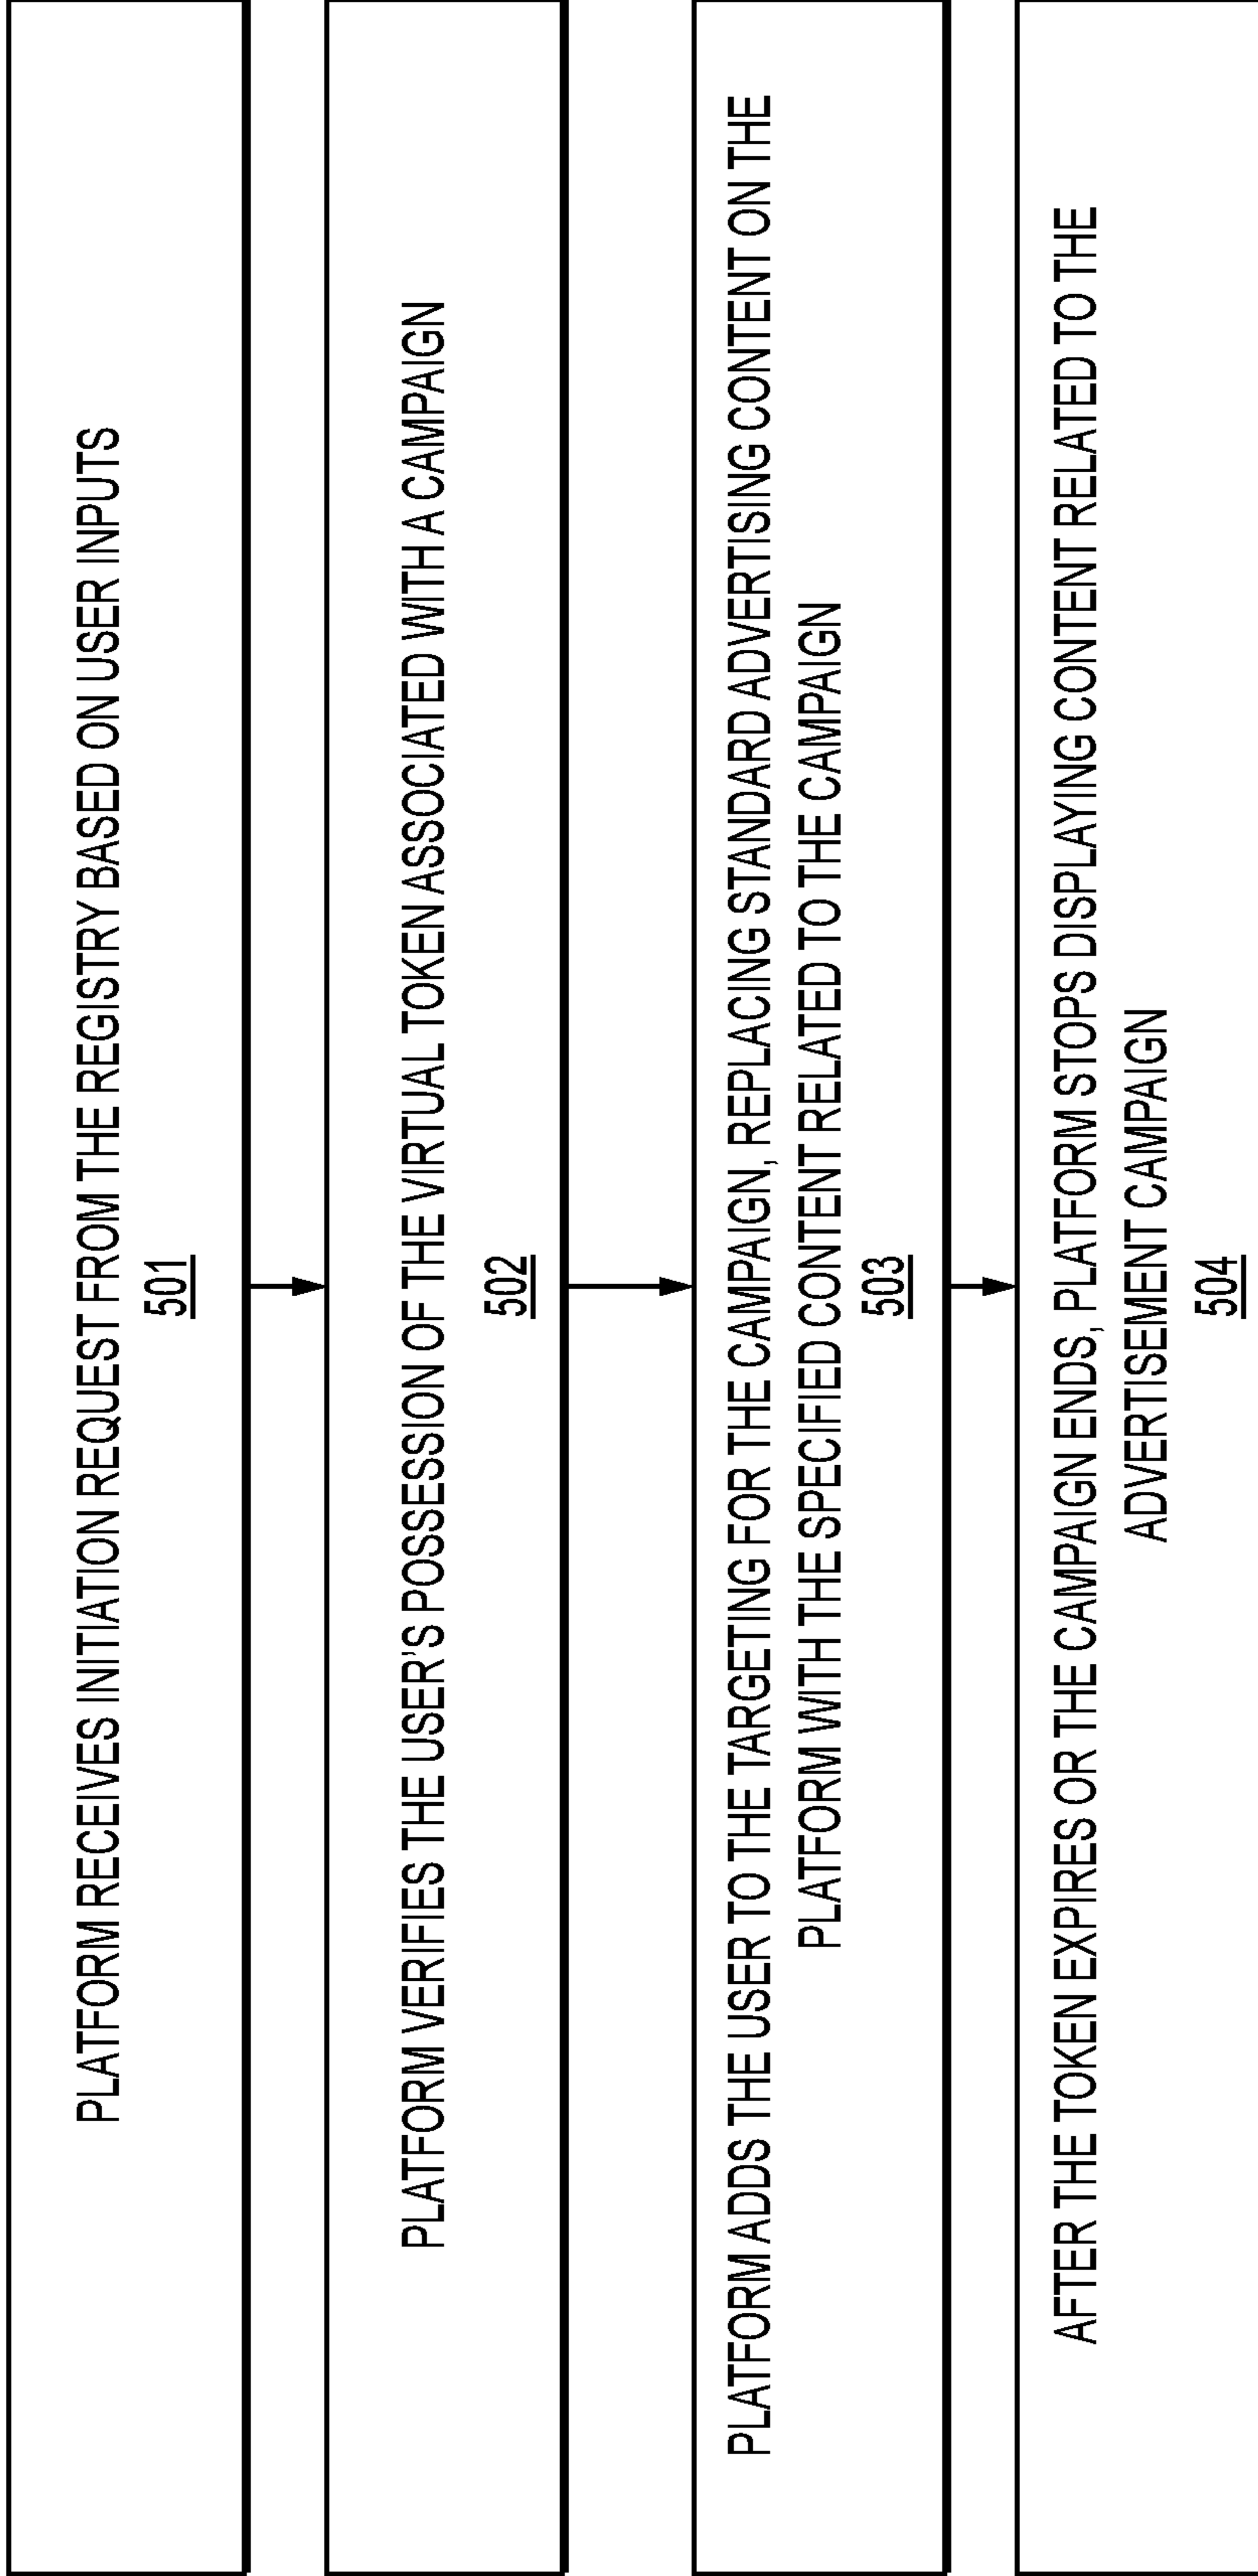 PLATFORM RECEIVES INITIATION REQUEST FROM THE REGISTRY BASED ON USER INPUTS
501
PLATFORM VERIFIES THE USER'S POSSESSION OF THE VIRTUAL TOKEN ASSOCIATED WITH A CAMPAIGN
502
PLATFORM ADDS THE USER TO THE TARGETING FOR THE CAMPAIGN, REPLACING STANDARD ADVERTISING CONTENT ON THE
PLATFORM WITH THE SPECIFIED CONTENT RELATED TO THE CAMPAIGN
503
AFTER THE TOKEN EXPIRES OR THE CAMPAIGN ENDS, PLATFORM STOPS DISPLAYING CONTENT RELATED TO THE
ADVERTISEMENT CAMPAIGN
504